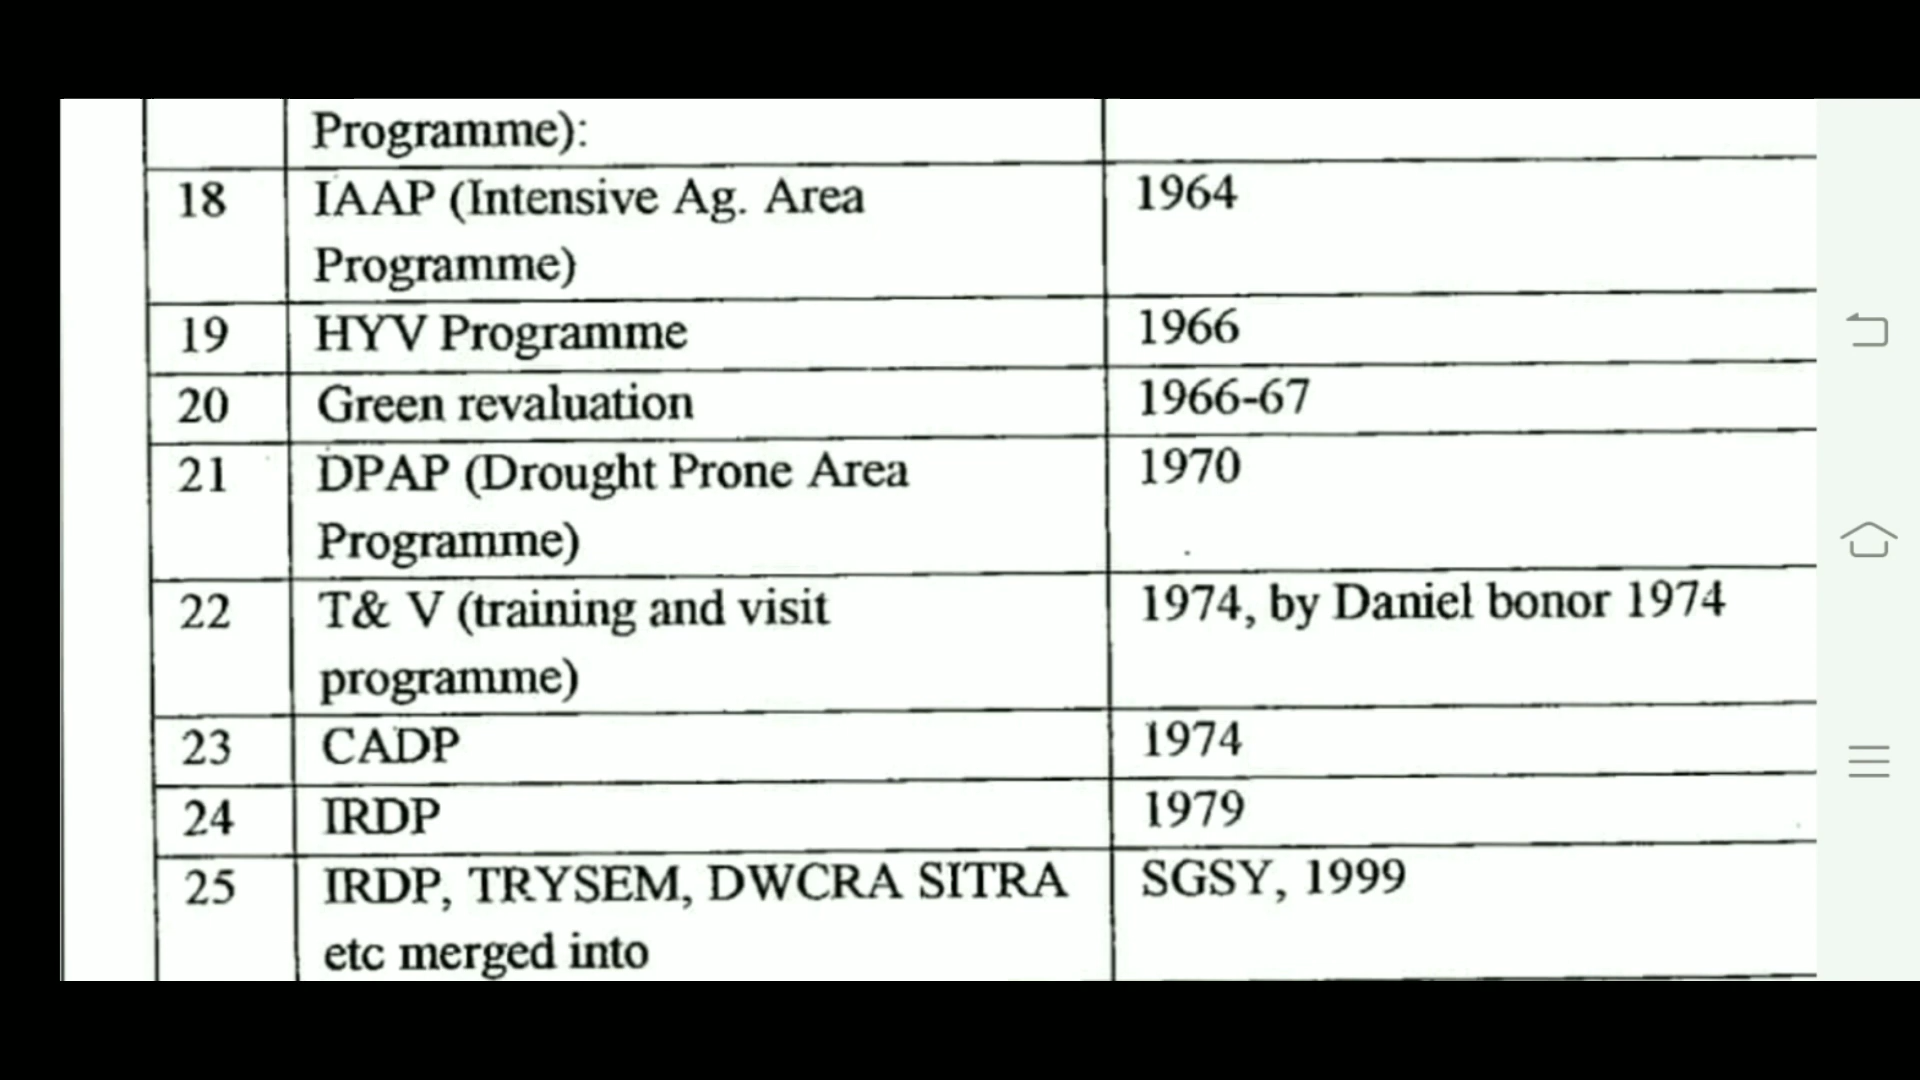 Programme):
18 IAAP (Intensive Ag. Area 1964
Programme)
19 HYV Programme 1966
20 Green revaluation 1966-67
21 DPAP (Drought Prone Area 1970
Programme)
22 T& V (training and visit 1974, by Daniel bonor 1974
programme)
23 CADP 1974
24 IRDP 1979
25 IRDP, TRYSEM, DWCRA SITRA SGSY, 1999
etc merged into